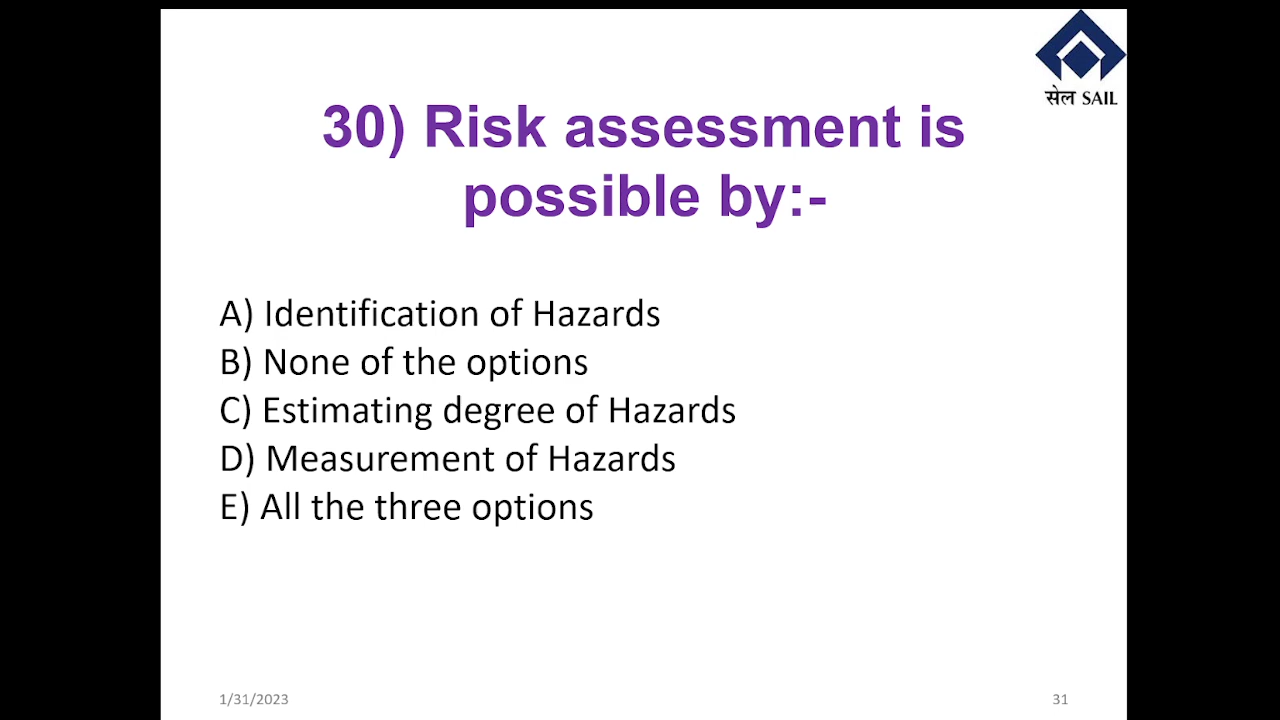 सेल SAIL
30) Risk assessment is
possible by:-
A) Identification of Hazards
B) None of the options
C) Estimating degree of Hazards
D) Measurement of Hazards
E) All the three options
1/31/2023
31